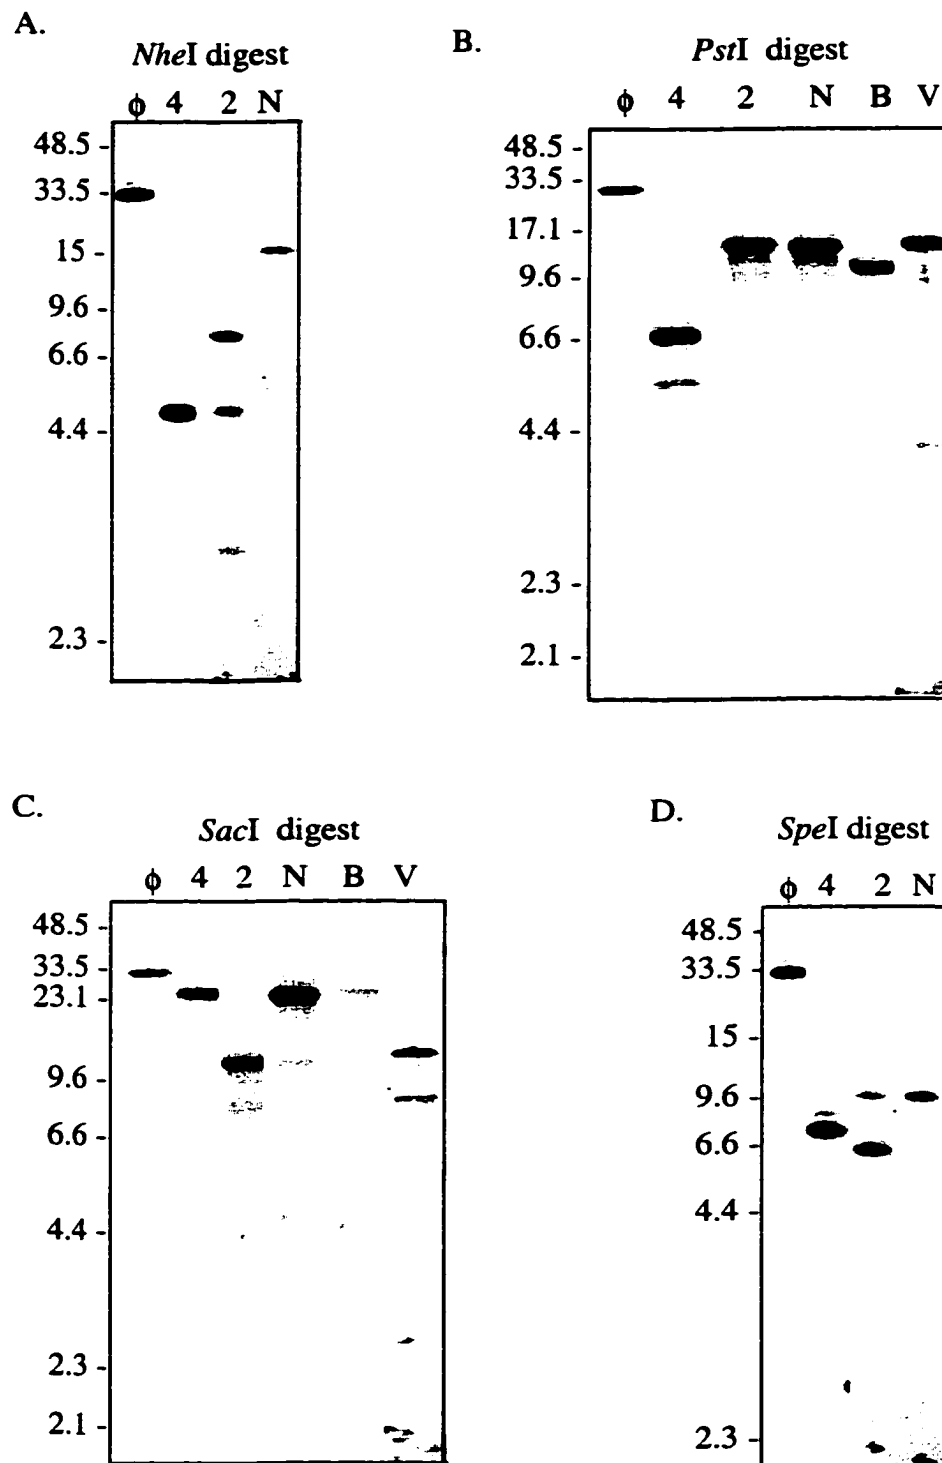 A.
NheI digest
ϕ 4 2 N
48.5 -
33.5 -
15 -
9.6 -
6.6 -
4.4 -
2.3 -
B.
PstI digest
ϕ 4 2 N B V
48.5 -
33.5 -
17.1 -
9.6 -
6.6 -
4.4 -
2.3 -
2.1 -
C.
SacI digest
ϕ 4 2 N B V
48.5 -
33.5 -
23.1 -
9.6 -
6.6 -
4.4 -
2.3 -
2.1 -
D.
SpeI digest
ϕ 4 2 N
48.5 -
33.5 -
15 -
9.6 -
6.6 -
4.4 -
2.3 -